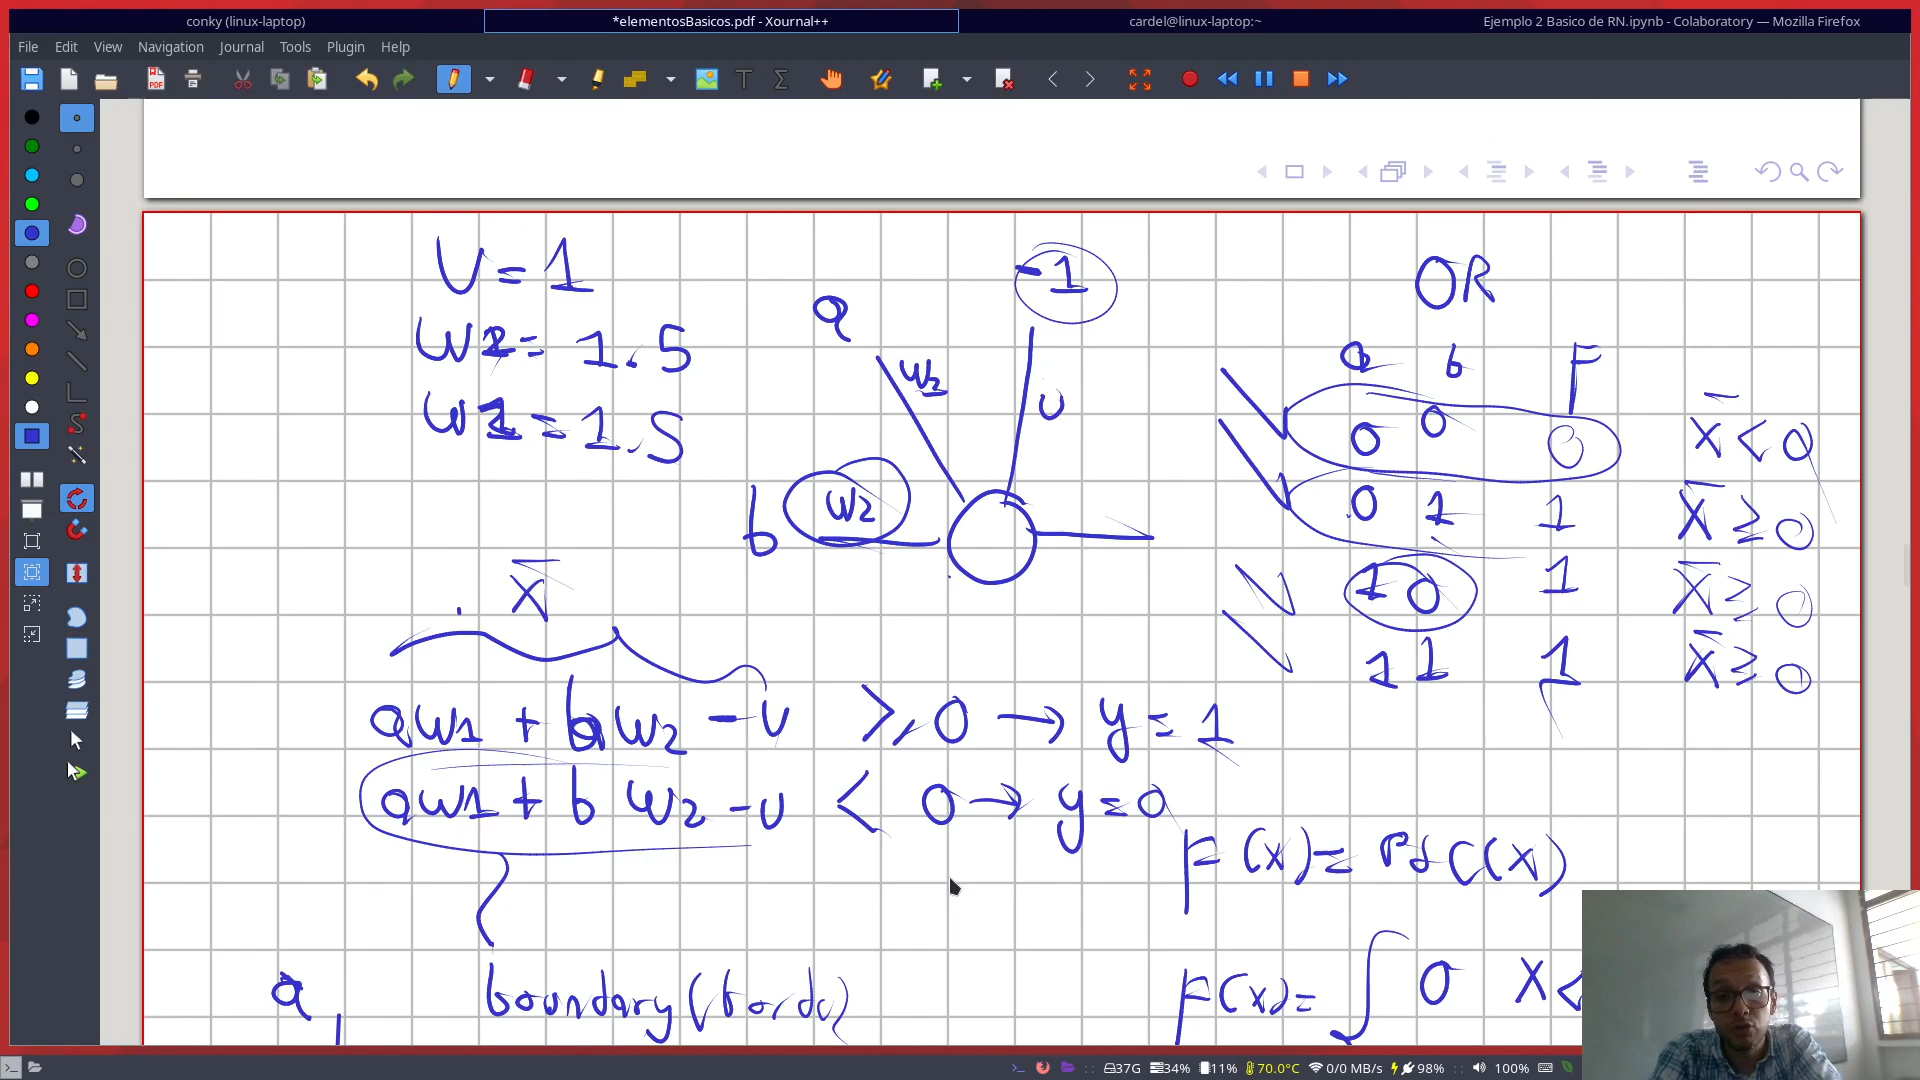 conky (linux-laptop)
*elementosBasicos.pdf - Xournal++
cardel@linux-laptop:~
Ejemplo 2 Basico de RN.ipynb - Colaboratory — Mozilla Firefox
File Edit View Navigation Journal Tools Plugin Help
U = 1
W2 = 1.5
W1 = 1.5
a
-1
W2
U
b
W2
OR
a b F
0 0 0 X̄ < 0
0 1 1 X̄ ≥ 0
1 0 1 X̄ ≥ 0
1 1 1 X̄ ≥ 0
X̄
aw1 + bw2 - U ≥ 0 → y = 1
aw1 + b w2 - U < 0 → y = 0
F(x) =
boundary (borde)
a
F(x) = 0 X <
37G 34% 11% 70.0°C 0/0 MB/s 98% 100%